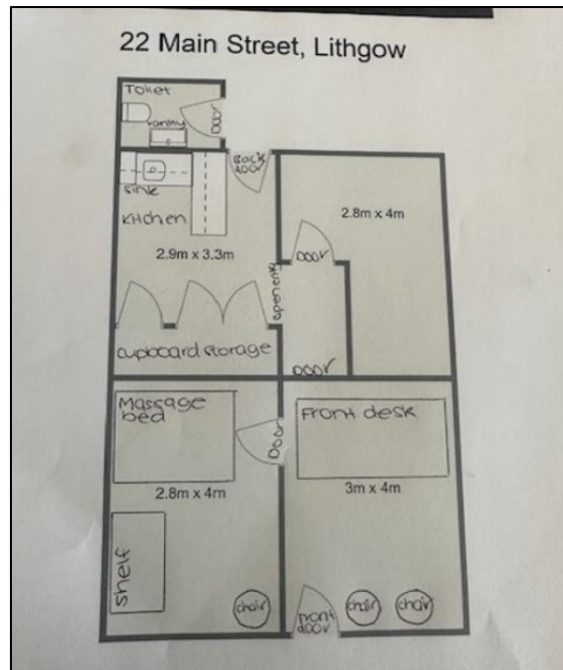 22 Main Street, Lithgow
Toilet
vanity
Door
Back
door
sink
Kitchen
2.9m x 3.3m
2.8m x 4m
Door
open entry
cupboard storage
Door
Massage
bed
Door
Front desk
2.8m x 4m
3m x 4m
shelf
chair
Front
door
chair
chair